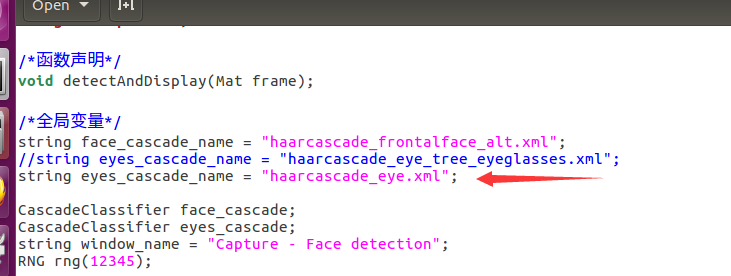 Open
/*函数声明*/
void detectAndDisplay(Mat frame);
/*全局变量*/
string face_cascade_name = "haarcascade_frontalface_alt.xml";
//string eyes_cascade_name = "haarcascade_eye_tree_eyeglasses.xml";
string eyes_cascade_name = "haarcascade_eye.xml";
CascadeClassifier face_cascade;
CascadeClassifier eyes_cascade;
string window_name = "Capture - Face detection";
RNG rng(12345);